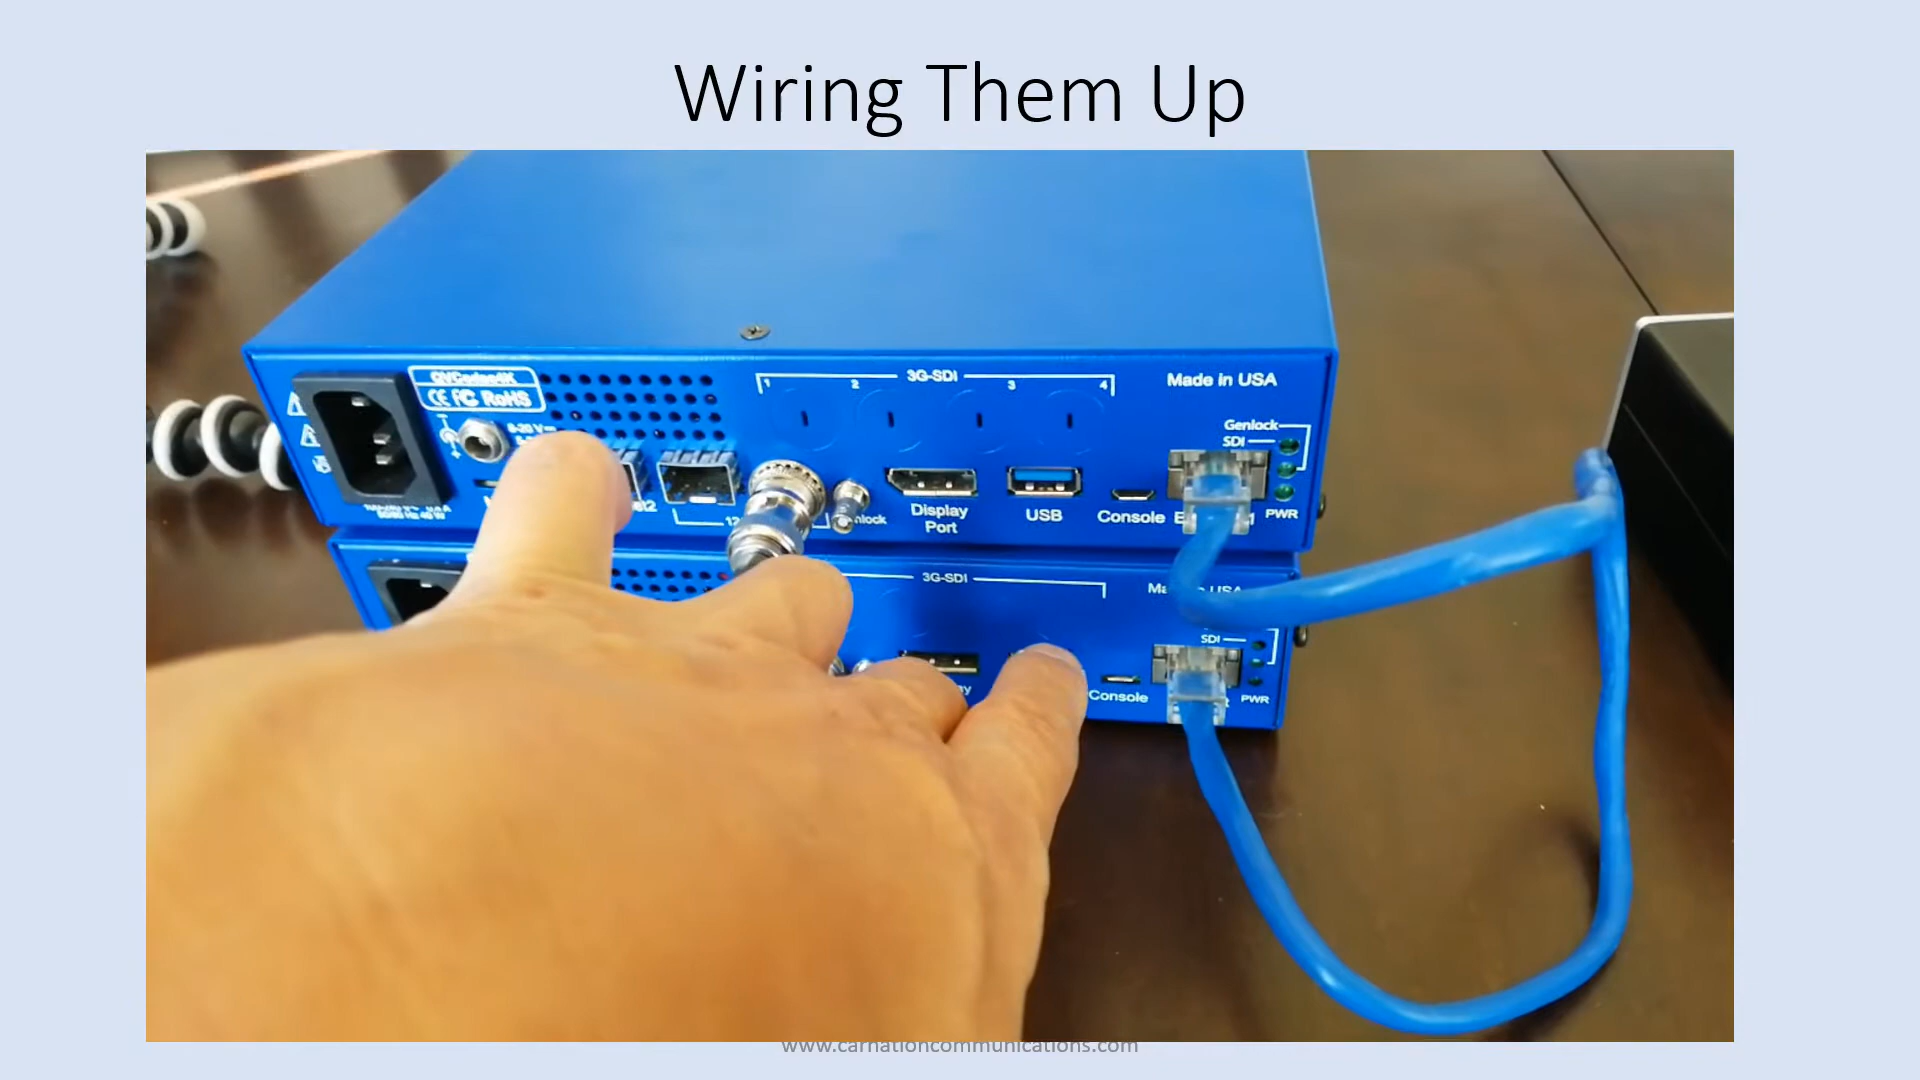 Wiring Them Up
QVCodec4K
CE FC RoHS
3G-SDI
1 2 3 4
Made in USA
Genlock
SDI
PWR
Display
Port
USB
Console
3G-SDI
SDI
Console
PWR
www.carnationcommunications.com